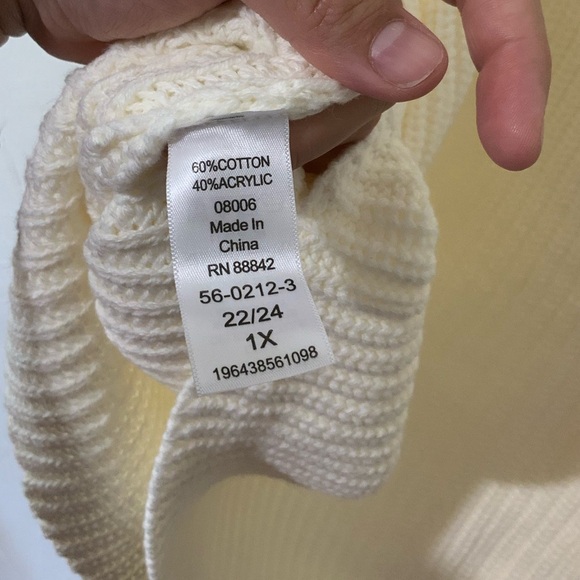 60%COTTON
40%ACRYLIC
08006
Made In
China
RN 88842
56-0212-3
22/24
1X
196438561098